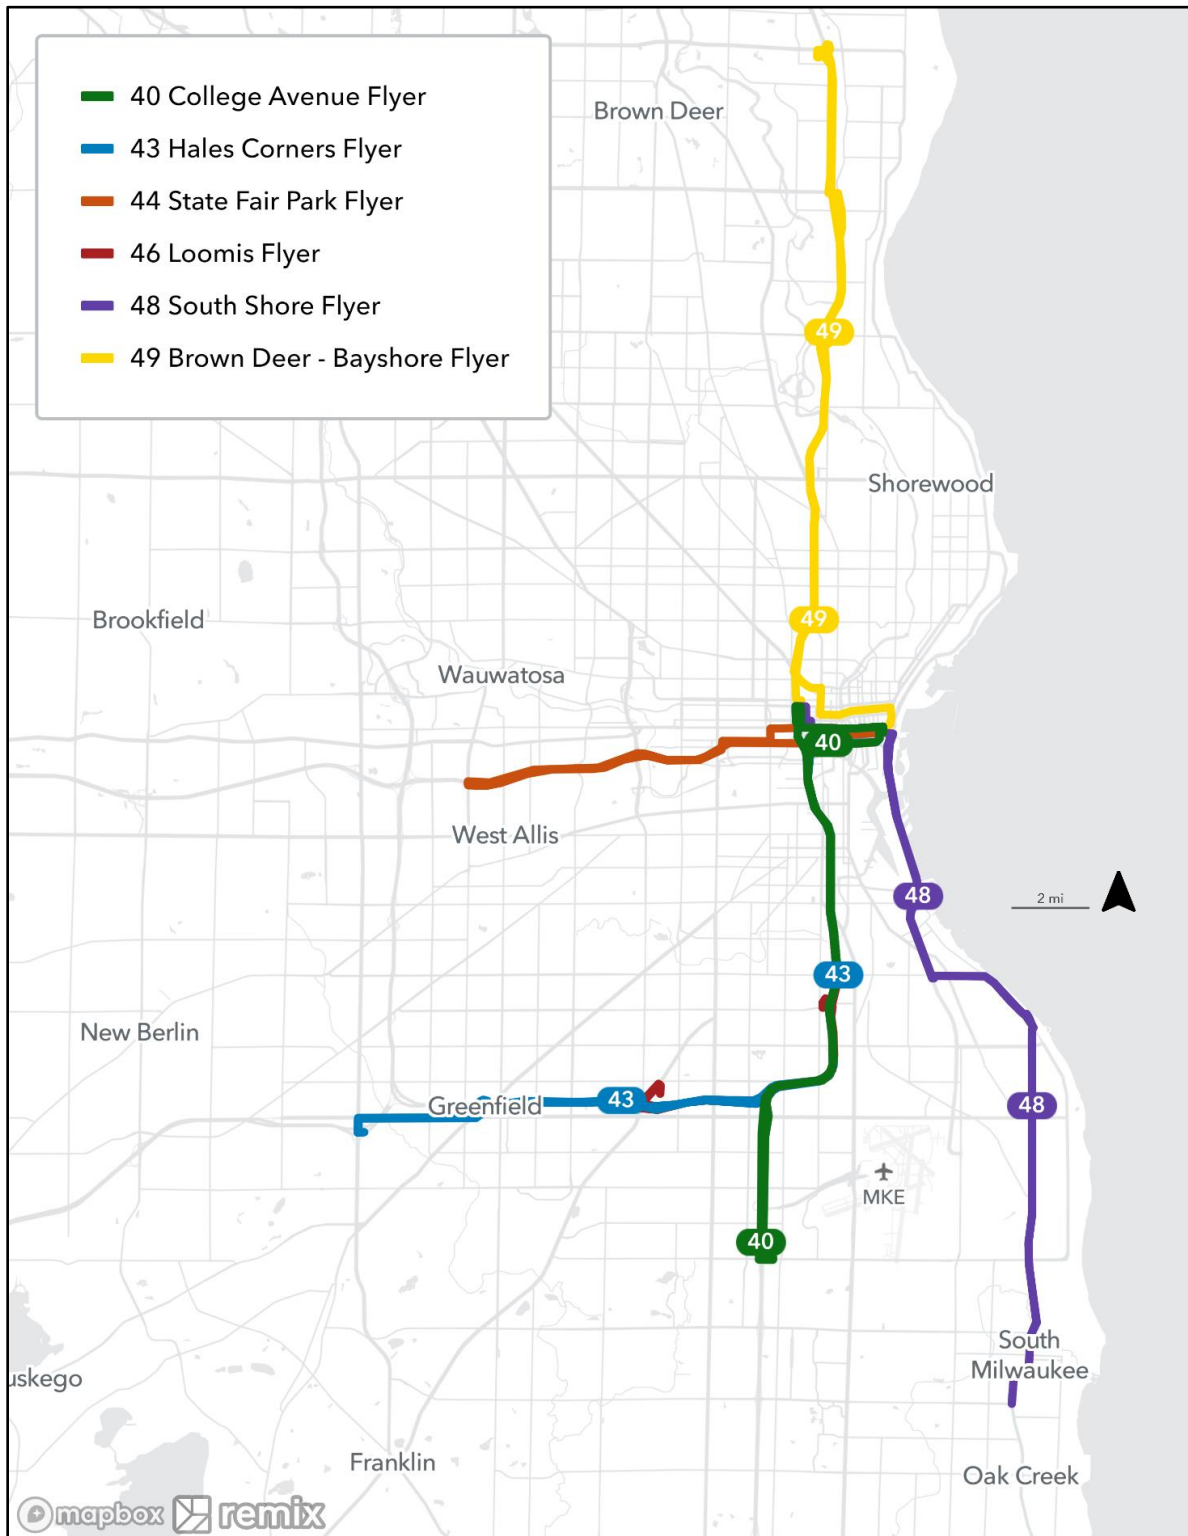 40 College Avenue Flyer
43 Hales Corners Flyer
44 State Fair Park Flyer
46 Loomis Flyer
48 South Shore Flyer
49 Brown Deer - Bayshore Flyer
Brown Deer
49
Shorewood
49
Brookfield
Wauwatosa
40
West Allis
48
2 mi
43
New Berlin
43
Greenfield
48
MKE
40
South
Milwaukee
uskego
Franklin
Oak Creek
mapbox remix